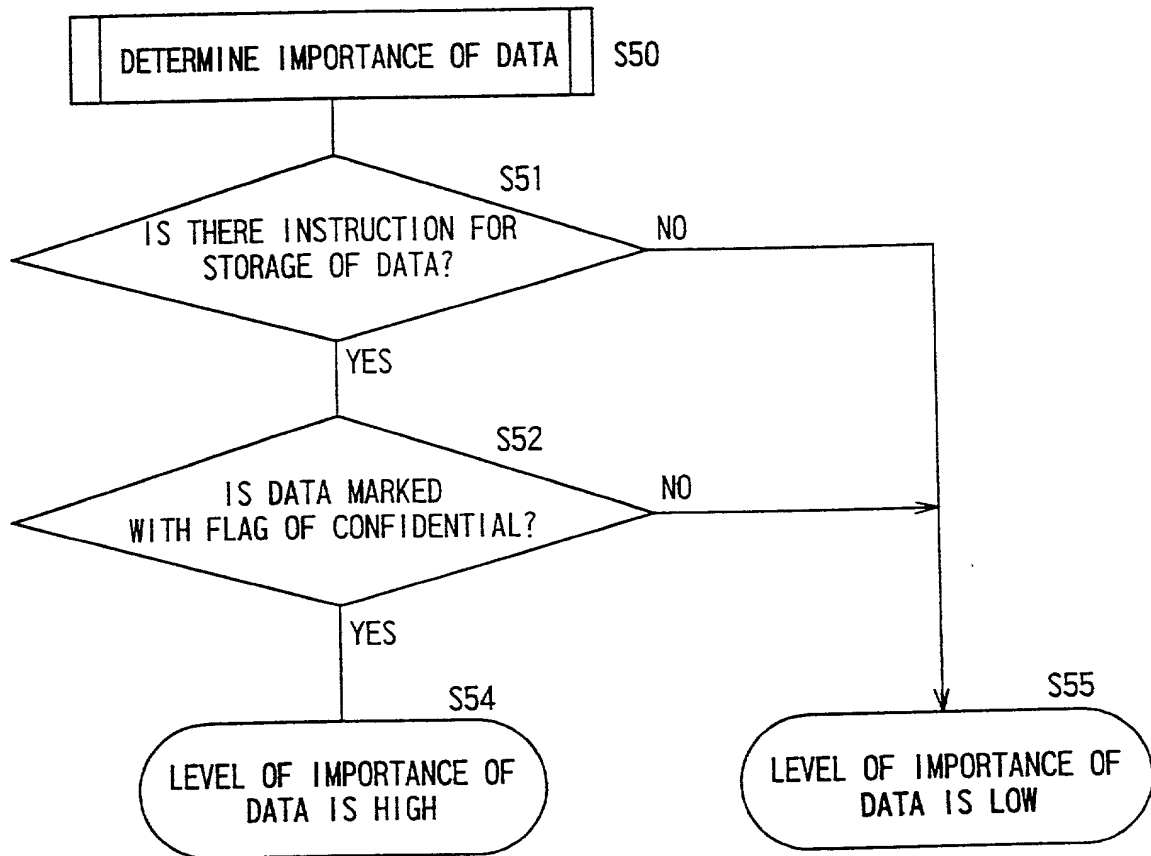 DETERMINE IMPORTANCE OF DATA
S50
S51
IS THERE INSTRUCTION FOR
STORAGE OF DATA?
NO
YES
S52
IS DATA MARKED
WITH FLAG OF CONFIDENTIAL?
NO
YES
S54
LEVEL OF IMPORTANCE OF
DATA IS HIGH
S55
LEVEL OF IMPORTANCE OF
DATA IS LOW